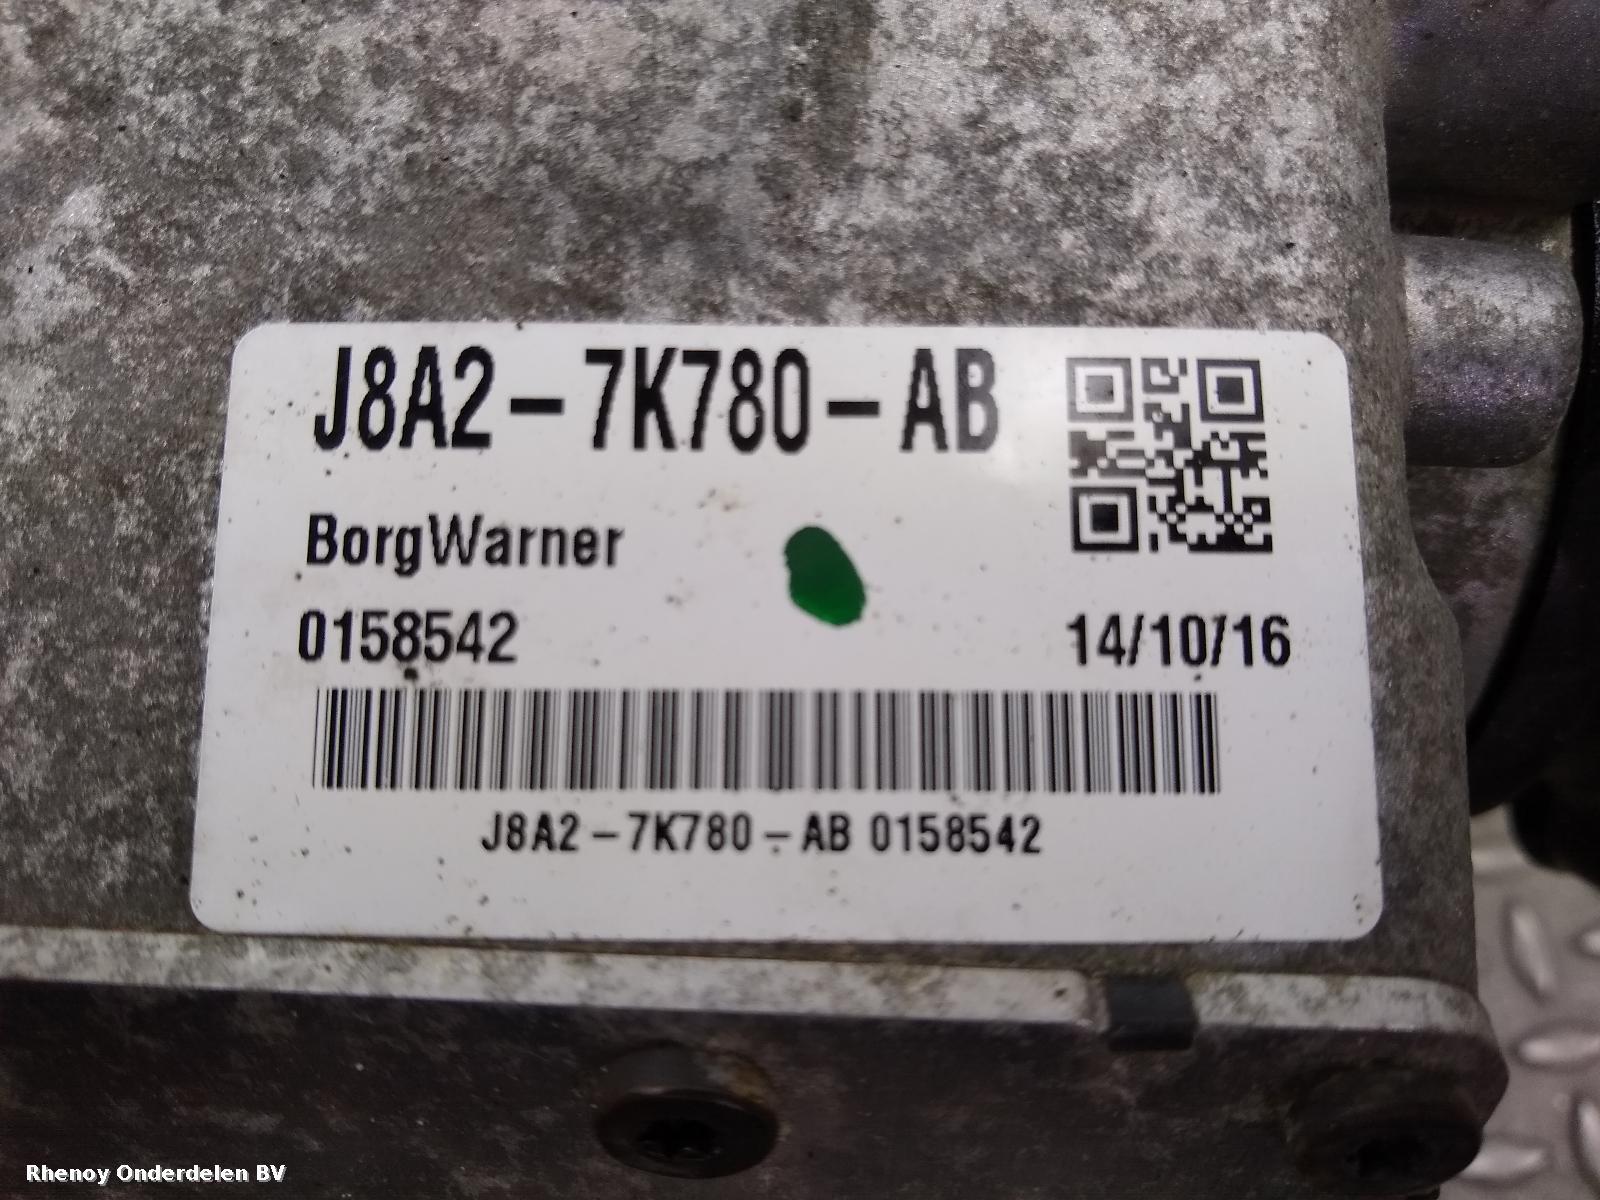 J8A2-7K780-AB
BorgWarner
0158542
14/10/16
J8A2-7K780-AB 0158542
Rhenoy Onderdelen BV